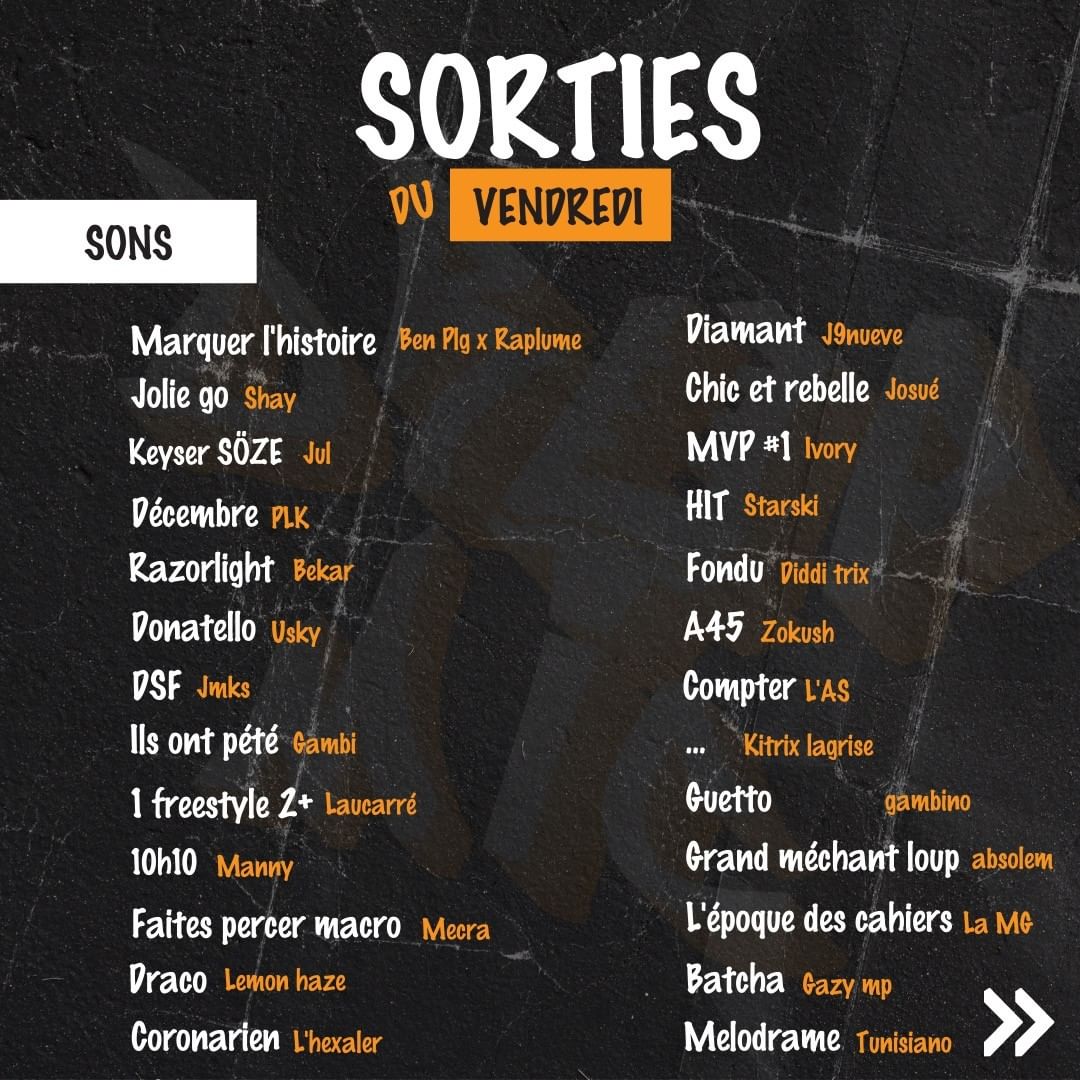 SORTIES
DU VENDREDI
SONS
Marquer l'histoire Ben Plg x Raplume
Jolie go Shay
Keyser SÖZE Jul
Décembre PLK
Razorlight Bekar
Donatello Usky
DSF Jmks
Ils ont pété Gambi
1 freestyle 2+ Laucarré
10h10 Manny
Faites percer macro Mecra
Draco Lemon haze
Coronarien L'hexaler
Diamant J9nueve
Chic et rebelle Josué
MVP #1 Ivory
HIT Starski
Fondu Diddi trix
A45 Zokush
Compter L'AS
... Kitrix lagrise
Guetto gambino
Grand méchant loup absolem
L'époque des cahiers La MG
Batcha Gazy mp
Melodrame Tunisiano